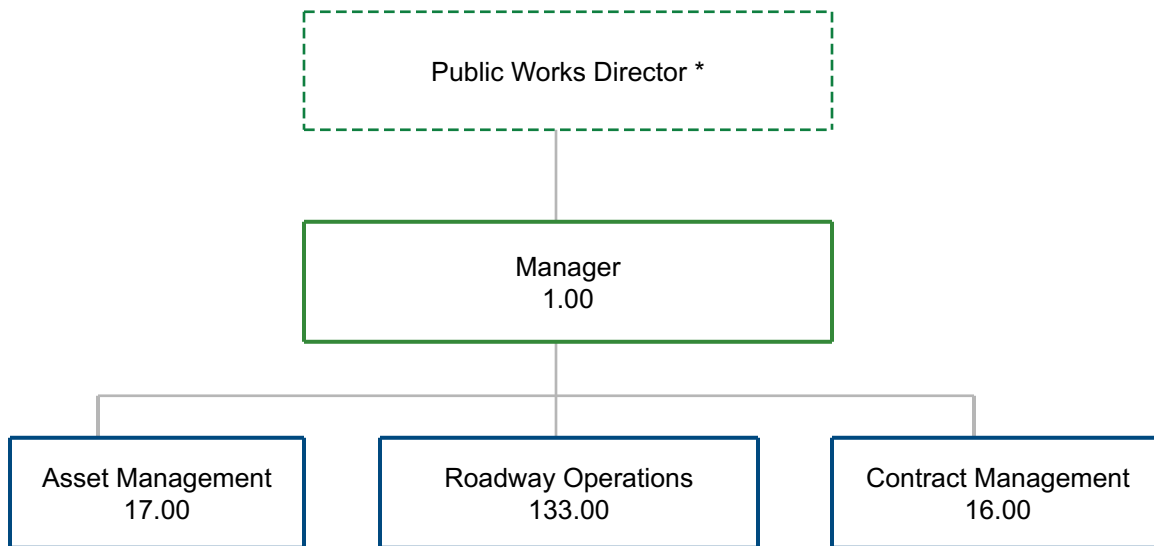 Public Works Director *
Manager
1.00
Asset Management
17.00
Roadway Operations
133.00
Contract Management
16.00